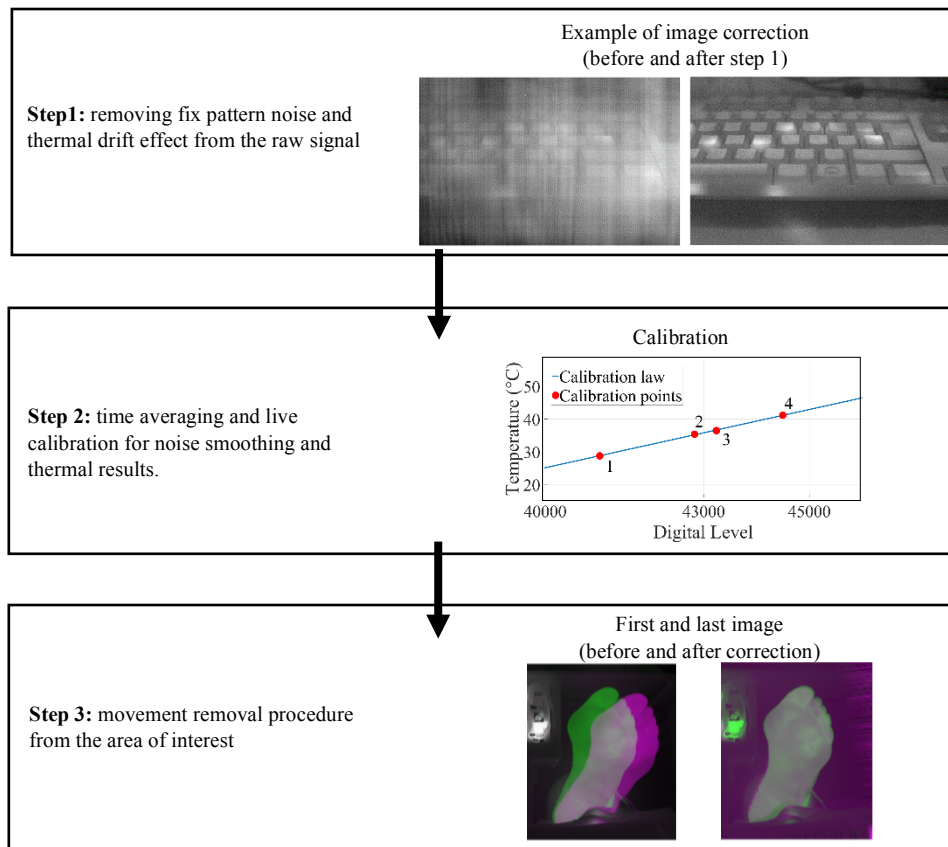 Example of image correction
(before and after step 1)
Step1: removing fix pattern noise and
thermal drift effect from the raw signal
Calibration
Temperature (°C)
50
40
30
20
Calibration law
Calibration points
1
2
3
4
40000
43000
45000
Digital Level
Step 2: time averaging and live
calibration for noise smoothing and
thermal results.
First and last image
(before and after correction)
Step 3: movement removal procedure
from the area of interest